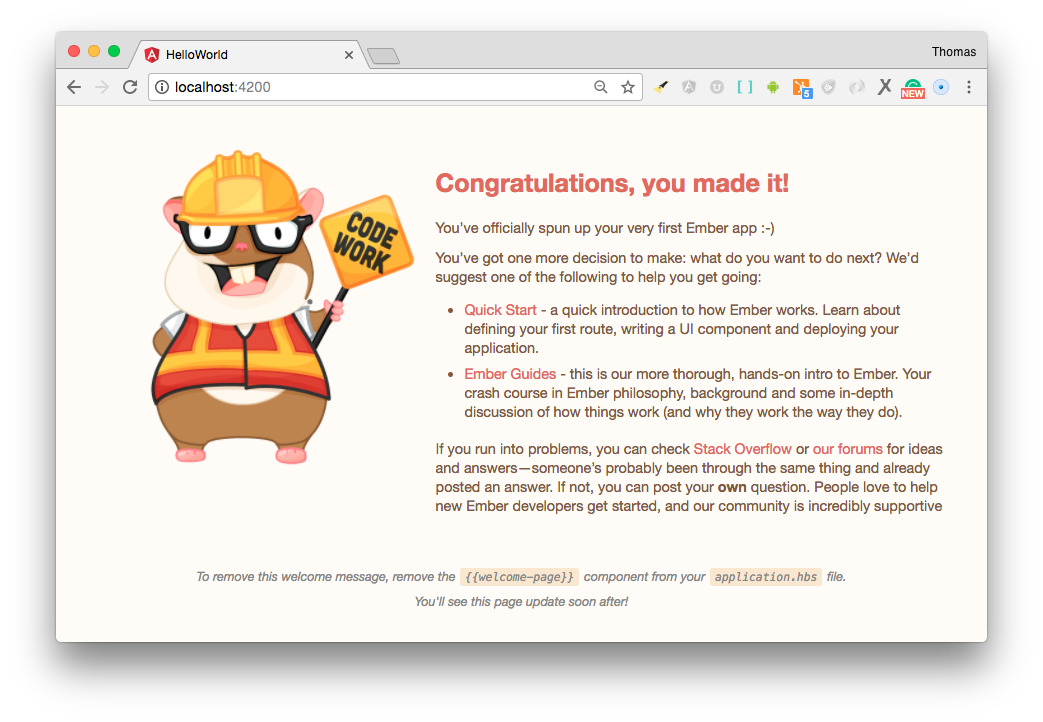 HelloWorld
Thomas
localhost:4200
5
NEW
CODE
WORK
Congratulations, you made it!
You've officially spun up your very first Ember app :-)
You've got one more decision to make: what do you want to do next? We'd
suggest one of the following to help you get going:
• Quick Start - a quick introduction to how Ember works. Learn about
defining your first route, writing a UI component and deploying your
application.
• Ember Guides - this is our more thorough, hands-on intro to Ember. Your
crash course in Ember philosophy, background and some in-depth
discussion of how things work (and why they work the way they do).
If you run into problems, you can check Stack Overflow or our forums for ideas
and answers—someone's probably been through the same thing and already
posted an answer. If not, you can post your own question. People love to help
new Ember developers get started, and our community is incredibly supportive
To remove this welcome message, remove the {{welcome-page}} component from your application.hbs file.
You'll see this page update soon after!